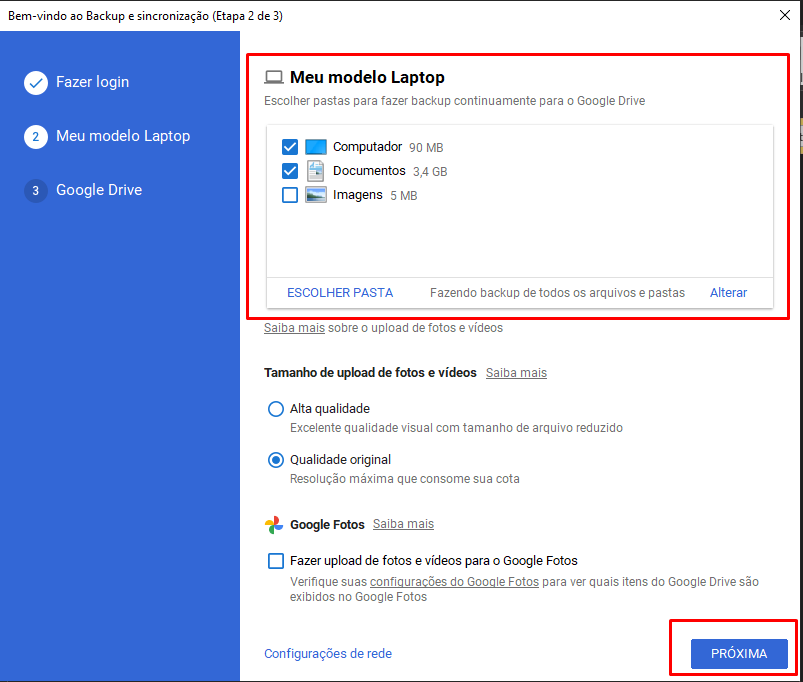 Bem-vindo ao Backup e sincronização (Etapa 2 de 3)
Fazer login
2 Meu modelo Laptop
3 Google Drive
Meu modelo Laptop
Escolher pastas para fazer backup continuamente para o Google Drive
Computador 90 MB
Documentos 3,4 GB
Imagens 5 MB
ESCOLHER PASTA Fazendo backup de todos os arquivos e pastas Alterar
Saiba mais sobre o upload de fotos e vídeos
Tamanho de upload de fotos e vídeos Saiba mais
Alta qualidade
Excelente qualidade visual com tamanho de arquivo reduzido
Qualidade original
Resolução máxima que consome sua cota
Google Fotos Saiba mais
Fazer upload de fotos e vídeos para o Google Fotos
Verifique suas configurações do Google Fotos para ver quais itens do Google Drive são
exibidos no Google Fotos
Configurações de rede
PRÓXIMA